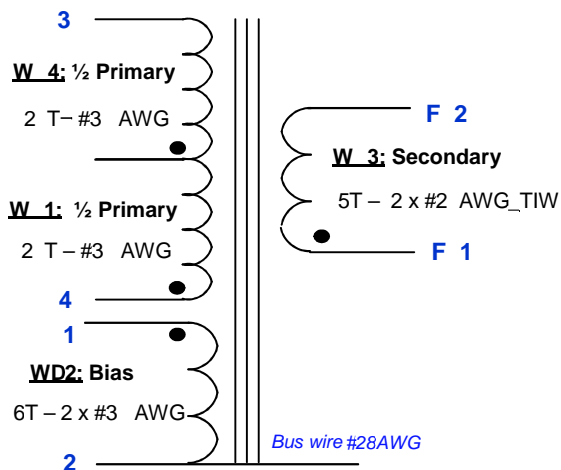 3
W 4: ½ Primary
2 T– #3 AWG
W 1: ½ Primary
2 T – #3 AWG
4
1
WD2: Bias
6T – 2 x #3 AWG
2
F 2
W 3: Secondary
5T – 2 x #2 AWG_TIW
F 1
Bus wire #28AWG